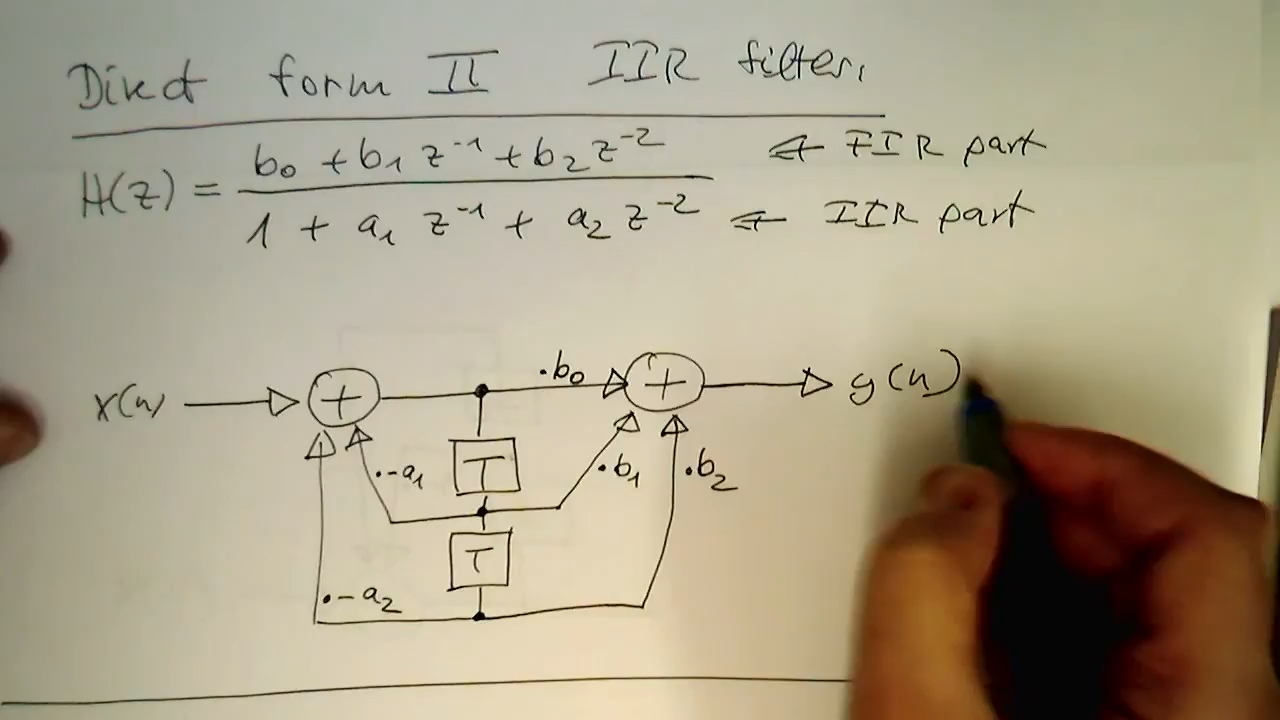 Direct form II IIR filter,
b₀ + b₁ z⁻¹ + b₂ z⁻² ⇐ FIR part
H(z) =
1 + a₁ z⁻¹ + a₂ z⁻² ⇐ IIR part
x(n) + ·b₀ + y(n)
·-a₁ T ·b₁ ·b₂
T
·-a₂